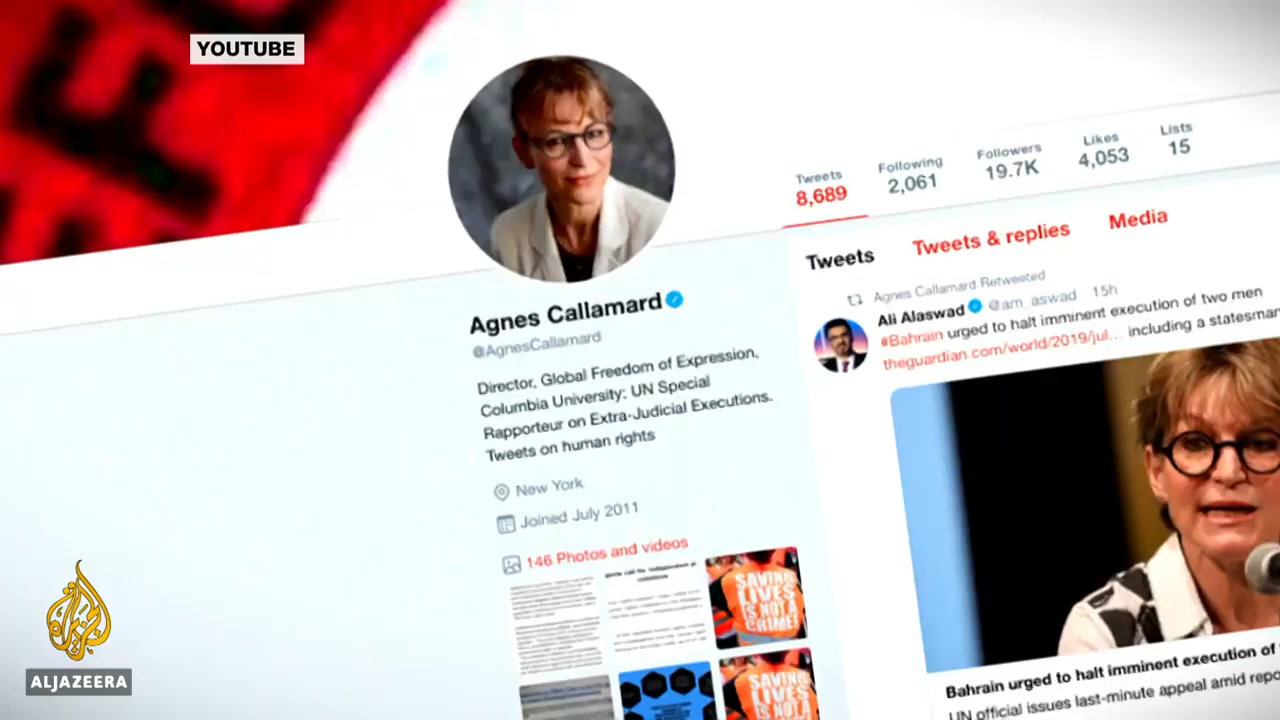 YOUTUBE
Tweets
8,689
Following
2,061
Followers
19.7K
Likes
4,053
Lists
15
Agnes Callamard
@AgnesCallamard
Director, Global Freedom of Expression,
Columbia University; UN Special
Rapporteur on Extra-Judicial Executions.
Tweets on human rights
New York
Joined July 2011
146 Photos and videos
SAVING
LIVES
IS NOT A
CRIME!
SAVING
LIVES
IS NOT A
Tweets Tweets & replies Media
Agnes Callamard Retweeted
Ali Alaswad @am_aswad 15h
#Bahrain urged to halt imminent execution of two men
theguardian.com/world/2019/jul... including a statesman
Bahrain urged to halt imminent execution of
UN official issues last-minute appeal amid repo
ALJAZEERA